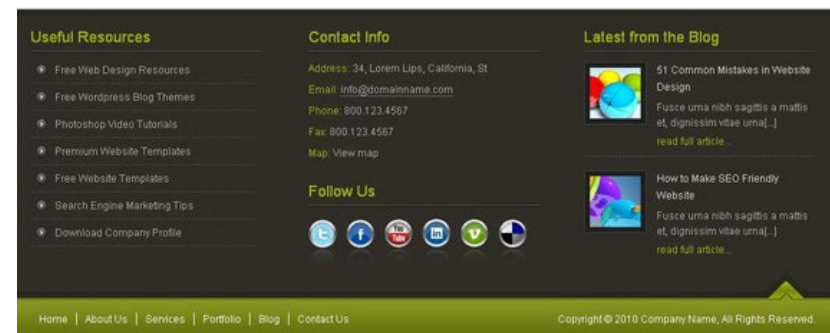 Useful Resources
Free Web Design Resources
Free Wordpress Blog Themes
Photoshop Video Tutorials
Premium Website Templates
Free Website Templates
Search Engine Marketing Tips
Download Company Profile
Contact Info
Address: 34, Lorem Lips, California, St
Email: info@domainname.com
Phone: 800.123.4567
Fax: 800.123.4567
Map: View map
Follow Us
You
Tube
in
Latest from the Blog
51 Common Mistakes in Website
Design
Fusce urna nibh sagittis a mattis
et, dignissim vitae urna[...]
read full article...
How to Make SEO Friendly
Website
Fusce urna nibh sagittis a mattis
et, dignissim vitae urna[...]
read full article...
Home | About Us | Services | Portfolio | Blog | Contact Us
Copyright © 2010 Company Name, All Rights Reserved.